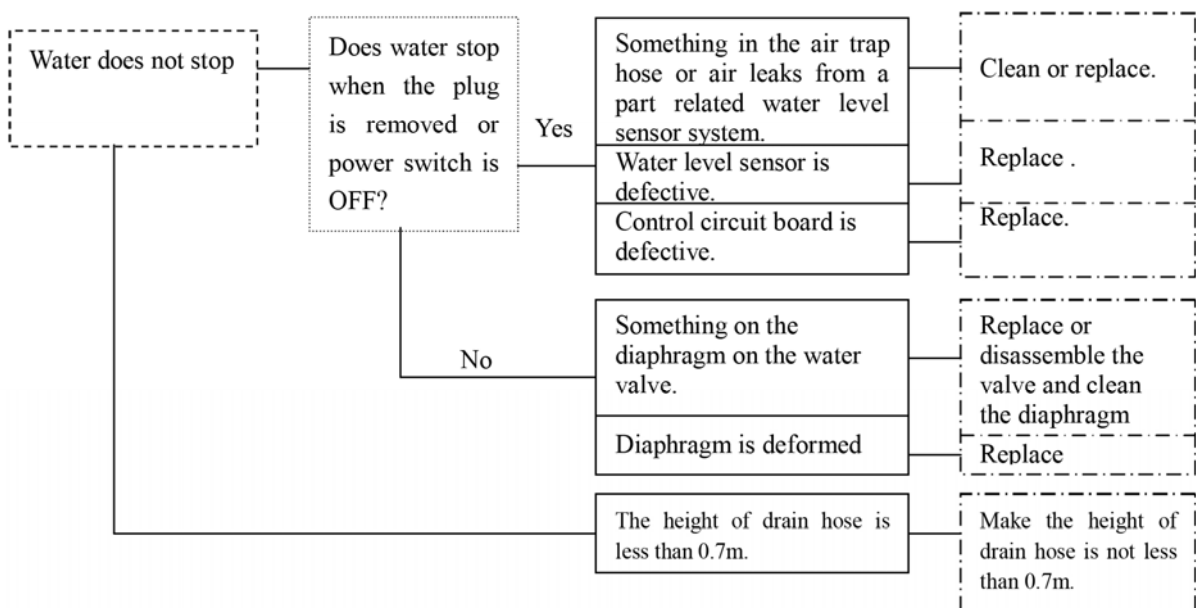 Water does not stop
Does water stop
when the plug
is removed or
power switch is
OFF?
Yes
Something in the air trap
hose or air leaks from a
part related water level
sensor system.
Clean or replace.
Water level sensor is
defective.
Replace .
Control circuit board is
defective.
Replace.
No
Something on the
diaphragm on the water
valve.
Replace or
disassemble the
valve and clean
the diaphragm
Diaphragm is deformed
Replace
The height of drain hose is
less than 0.7m.
Make the height of
drain hose is not less
than 0.7m.